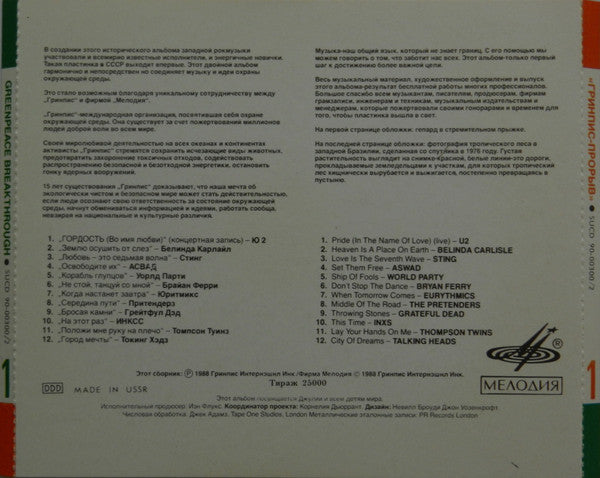 В создании этого исторического альбома западной рокмузыки
участвовали и всемирно известные исполнители, и энергичные новички.
Такая пластинка в СССР выходит впервые. Этот двойной альбом
гармонично и непосредственно соединяет музыку и идеи охраны
окружающей среды.
Это стало возможным благодаря уникальному сотрудничеству между
„Гринпис" и фирмой „Мелодия".
„Гринпис"-международная организация, посвятившая себя охране
окружающей среды. Она существует за счет пожертвований миллионов
людей доброй воли во всем мире.
Своей миролюбивой деятельностью на всех океанах и континентах
активисты „Гринпис" стремятся сохранить исчезающие виды животных,
предотвратить захоронение токсичных отходов, содействовать
распространению безопасной и безотходной энергетики, остановить
гонку ядерных вооружений.
15 лет существования „Гринпис" доказывают, что наша мечта об
экологически чистом и безопасном мире может стать действительностью,
если люди осознают свою ответственность за состояние окружающей
среды, начнут обмениваться информацией и идеями, работать сообща,
невзирая на национальные и культурные различия.
Музыка-наш общий язык, который не знает границ. С его помощью мы
можем говорить о том, что заботит нас всех. Этот альбом-только первый
шаг к достижению более важной цели.
Весь музыкальный материал, художественное оформление и выпуск
этого альбома-результат бесплатной работы многих профессионалов.
Большое спасибо всем музыкантам, писателям, продюсерам, фирмам
грамзаписи, инженерам и техникам, музыкальным издательствам и
менеджерам, которые пожертвовали своими гонорарами и временем для
того, чтобы пластинка вышла в свет.
На первой странице обложки: гепард в стремительном прыжке.
На последней странице обложки: фотография тропического леса в
западной Бразилии, сделанная со спутника в 1976 году. Густая
растительность выглядит на снимке-красной, белые линии-это дороги,
прокладываемые земледельцами к участкам, для которых тропический
лес хищнически вырубается и выжигается, постепенно превращаясь в
пустыню.
1. „ГОРДОСТЬ (Во имя любви)" (концертная запись) - Ю 2
2. „Землю осушить от слез" - Белинда Карлайл
3. „Любовь - это седьмая волна" - Стинг
4. „Освободите их" - АСВАД
5. „Корабль глупцов" - Уорлд Парти
6. „Не стой, танцуй со мной" - Брайан Ферри
7. „Когда настанет завтра" - Юритмикс
8. „Середина пути" - Притендерз
9. „Бросая камни" - Грейтфул Дэд
10. „На этот раз" - ИНКСС
11. „Положи мне руку на плечо" - Томпсон Туинз
12. „Город мечты" - Токинг Хэдз
1. Pride (In The Name Of Love) (live) - U2
2. Heaven Is A Place On Earth - BELINDA CARLISLE
3. Love Is The Seventh Wave - STING
4. Set Them Free - ASWAD
5. Ship Of Fools - WORLD PARTY
6. Don't Stop The Dance - BRYAN FERRY
7. When Tomorrow Comes - EURYTHMICS
8. Middle Of The Road - THE PRETENDERS
9. Throwing Stones - GRATEFUL DEAD
10. This Time - INXS
11. Lay Your Hands On Me - THOMPSON TWINS
12. City Of Dreams - TALKING HEADS
МЕЛОДИЯ
Этот сборник: Ⓟ 1988 Гринпис Интернэшнл Инк./Фирма Мелодия © 1988 Гринпис Интернэшнл Инк.
Тираж 25000
DDD MADE IN USSR
Этот альбом посвящается Джулии и всем детям мира.
Исполнительный продюсер: Иэн Флукс. Координатор проекта: Корнелия Дьюррант. Дизайн: Невилл Броуди Джон Уозенкрофт.
Числовая обработка: Джек Адамз, Tape One Studios, London Металлические эталонные записи: PR Records London
GREENPEACE BREAKTHROUGH ● SUCD 90-00300/2 1
«ГРИНПИС-ПРОРЫВ» ● SUCD 90-00300/2 1